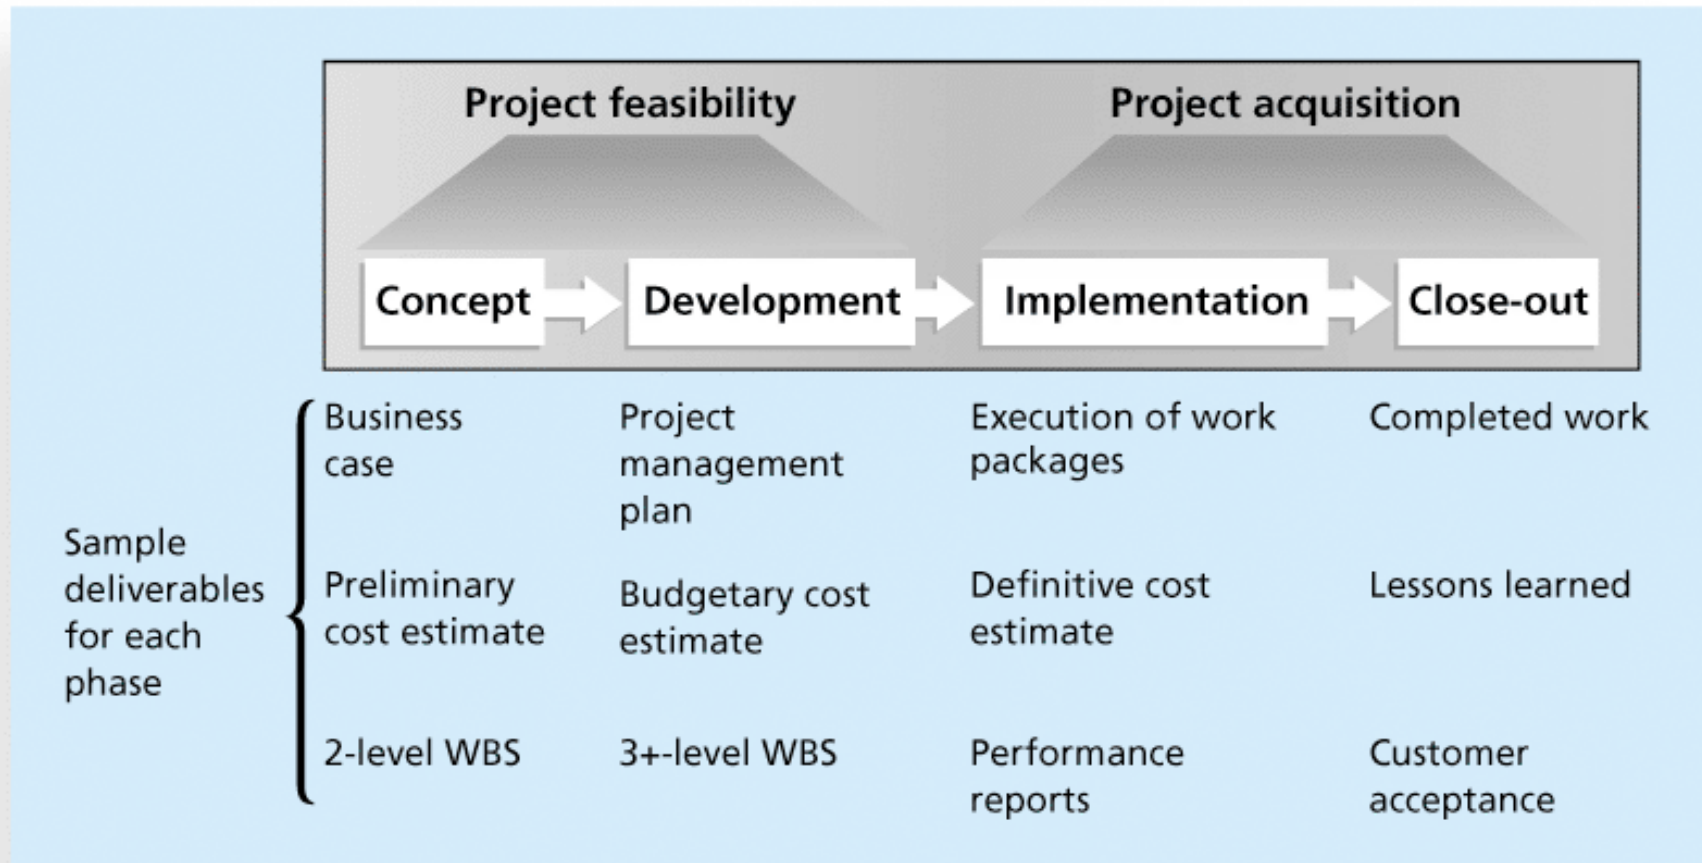 Project feasibility
Project acquisition
Concept
Development
Implementation
Close-out
Sample
deliverables
for each
phase
Business
case
Project
management
plan
Execution of work
packages
Completed work
Preliminary
cost estimate
Budgetary cost
estimate
Definitive cost
estimate
Lessons learned
2-level WBS
3+-level WBS
Performance
reports
Customer
acceptance